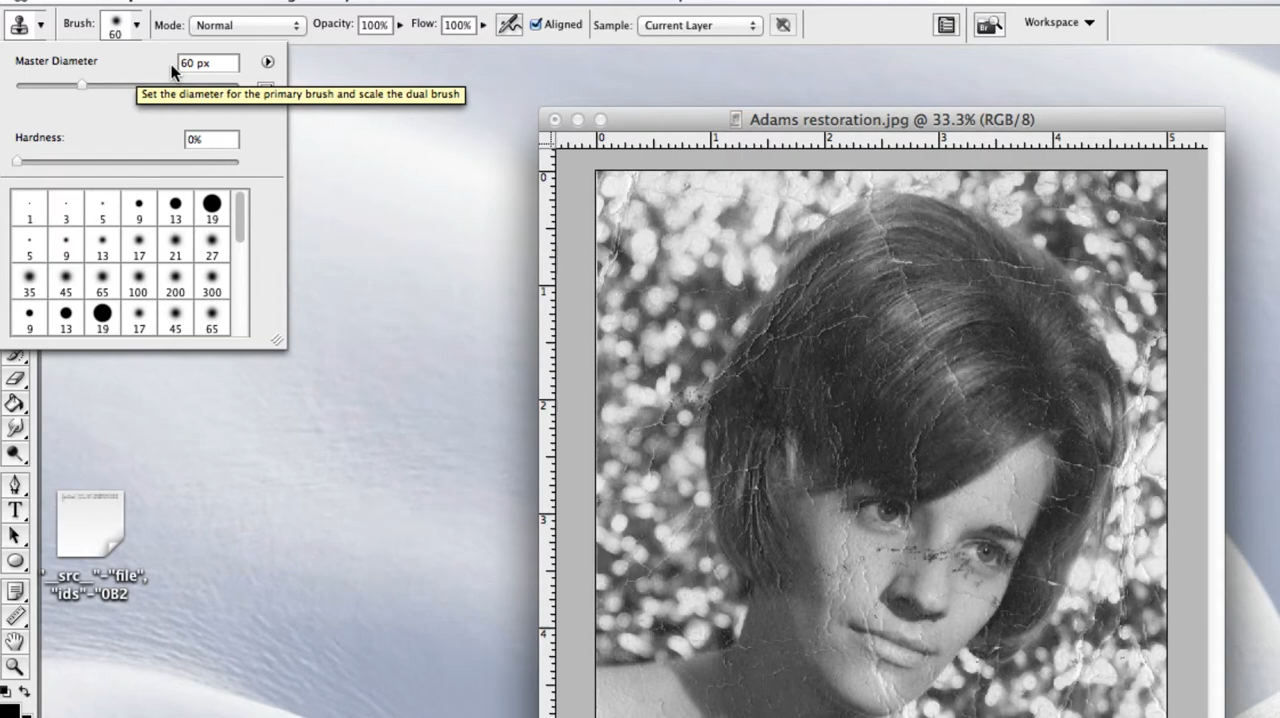 Brush:
60
Mode: Normal
Opacity: 100%
Flow: 100%
Aligned
Sample: Current Layer
Workspace
Master Diameter
60 px
Set the diameter for the primary brush and scale the dual brush
Hardness:
0%
1 3 5 9 13 19
5 9 13 17 21 27
35 45 65 100 200 300
9 13 19 17 45 65
Adams restoration.jpg @ 33.3% (RGB/8)
0 1 2 3 4 5
0
1
2
3
4
T
"__src__"-"file",
"ids"-"0B2